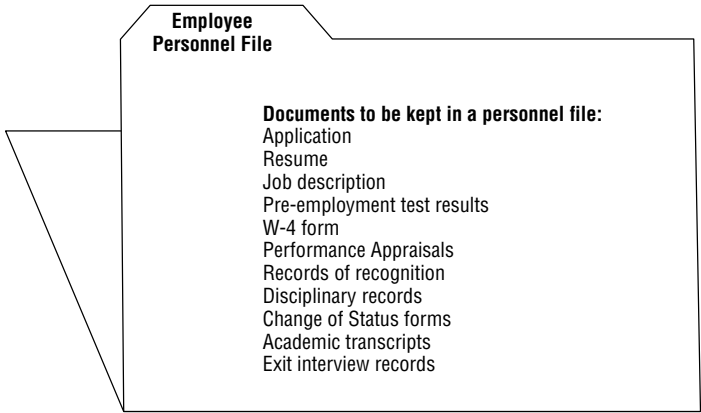 Employee
Personnel File
Documents to be kept in a personnel file:
Application
Resume
Job description
Pre-employment test results
W-4 form
Performance Appraisals
Records of recognition
Disciplinary records
Change of Status forms
Academic transcripts
Exit interview records